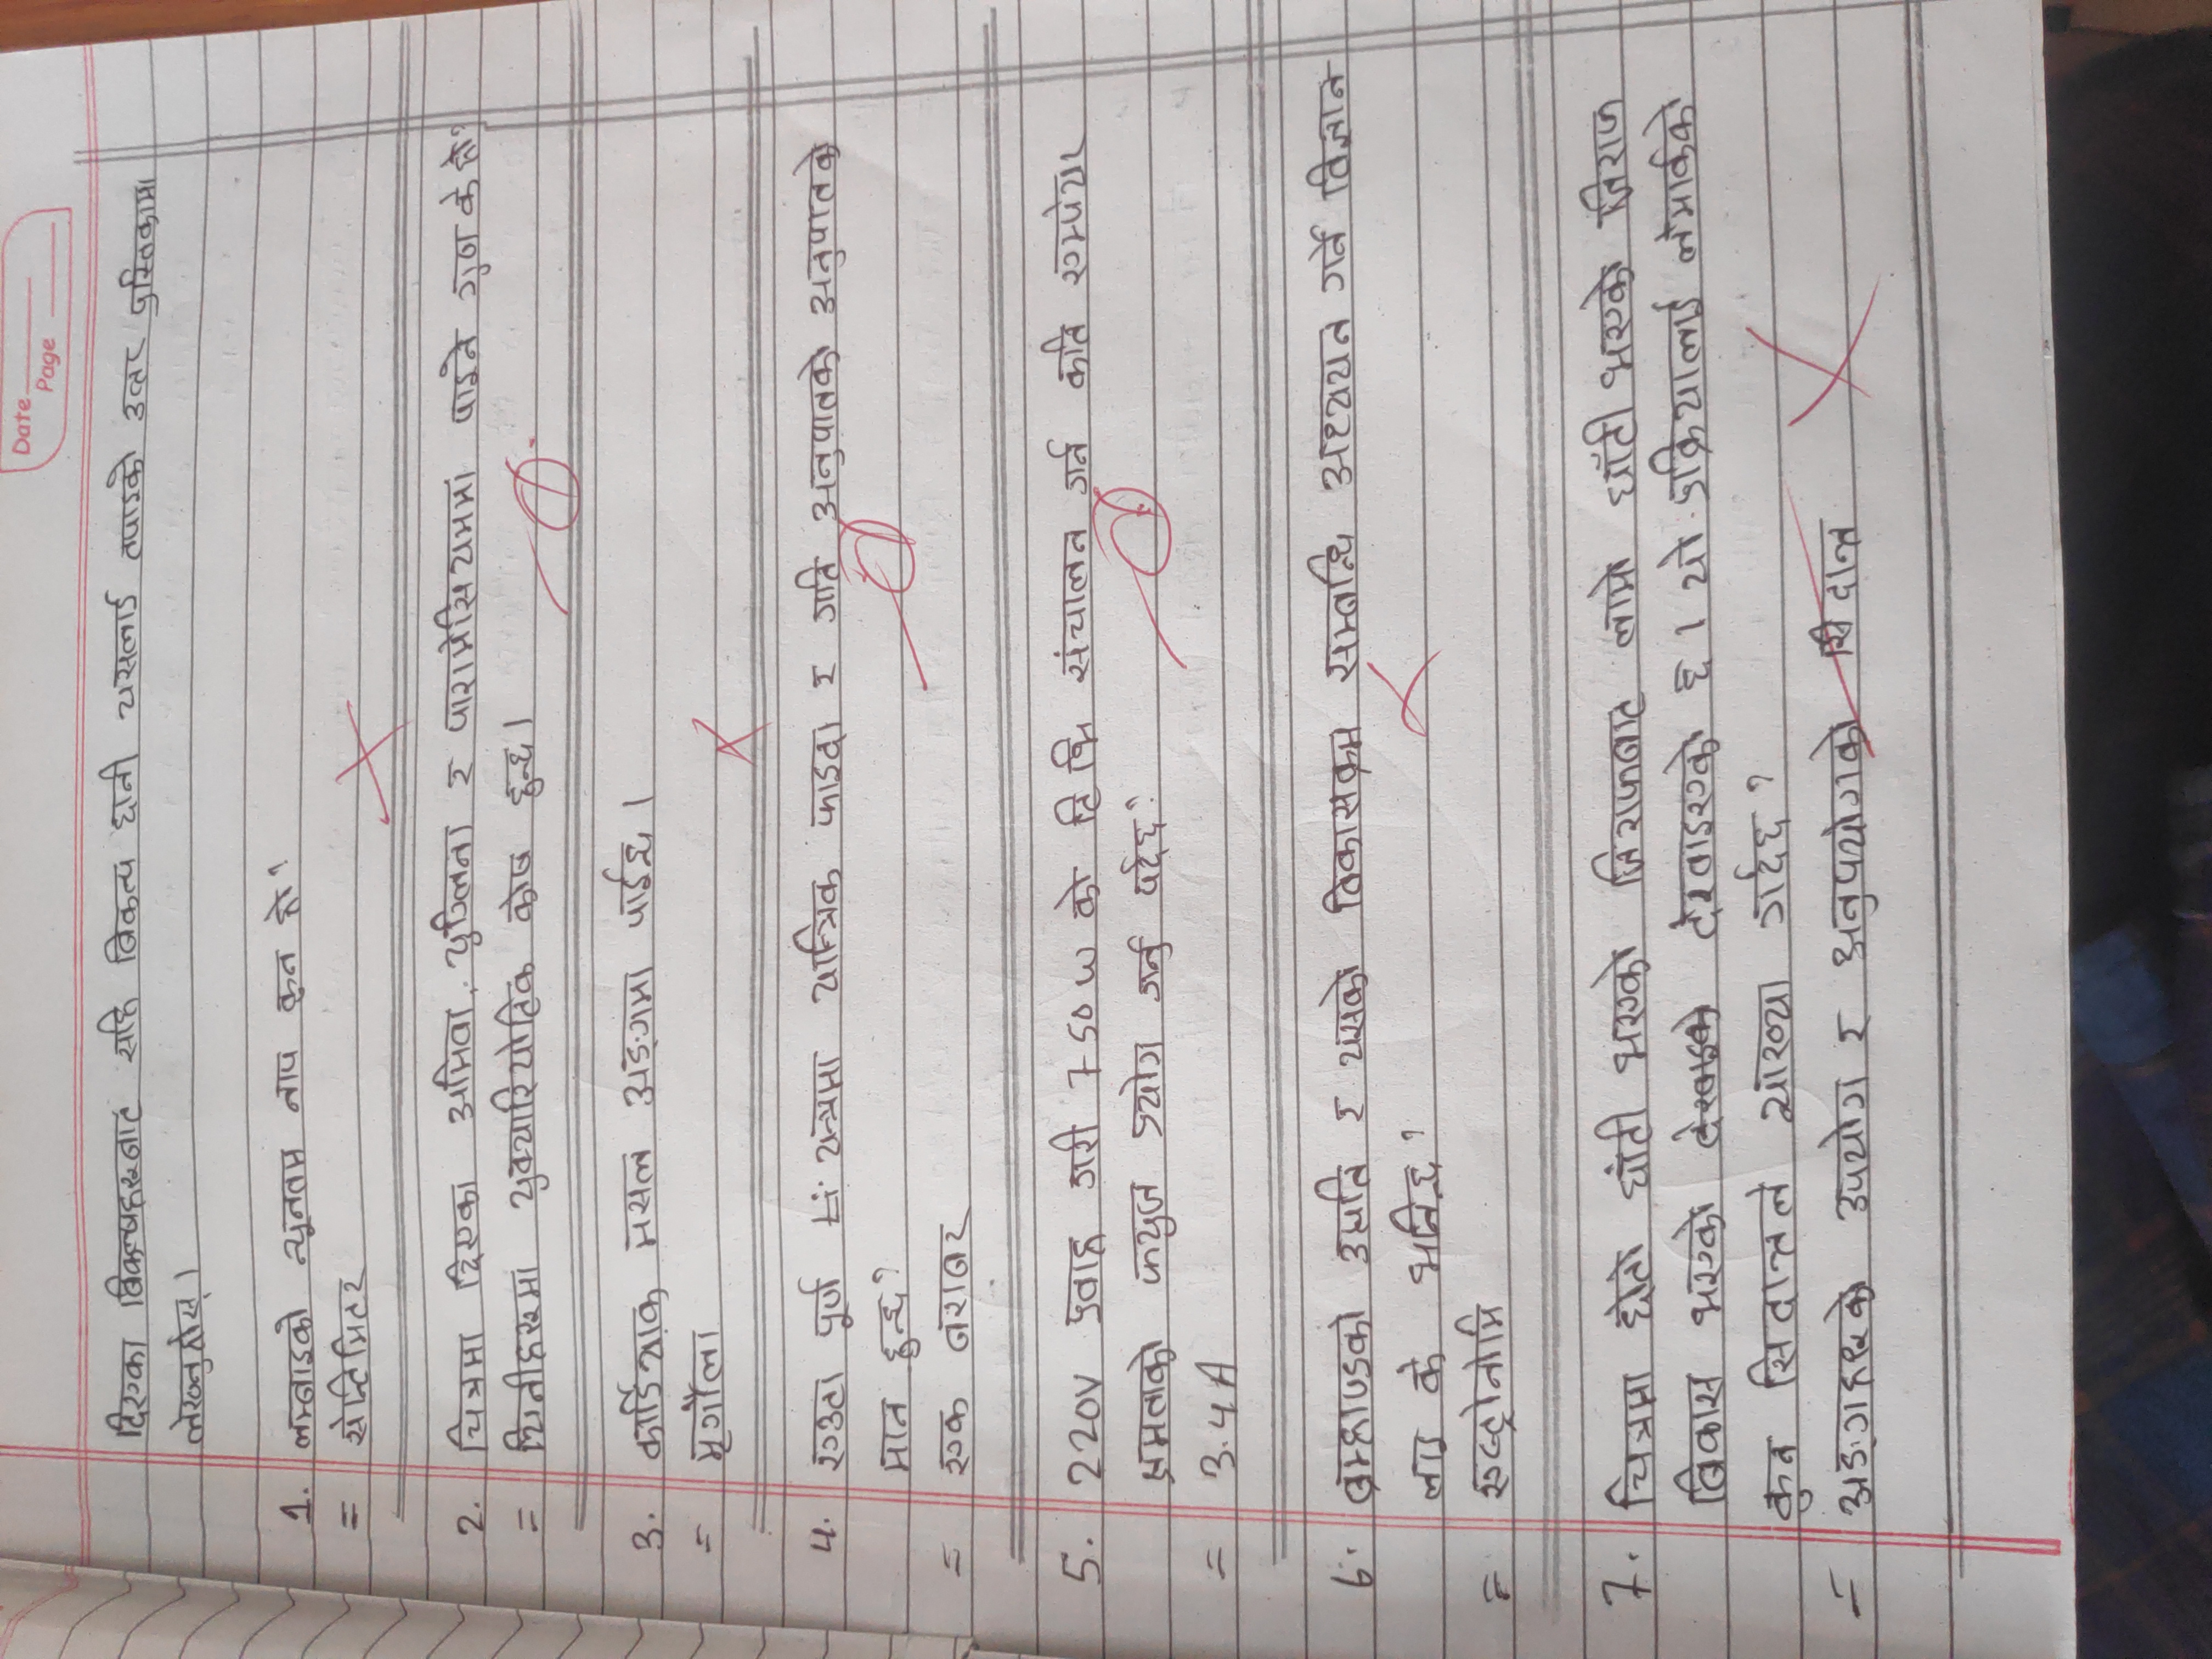 Date
Page
दिएका विकल्पहरूबाट सहि बिकल्प छानी यसलाई तपाइको उत्तर पुस्तिकामा
लेख्नुहोस् ।
1. लम्बाइको न्यूनतम नाप कुन हो?
= सेन्टिमिटर
2. चित्रमा दिएका अमिवा, युग्लिना र पारामेसियममा पाइने गुण के हो?
= यिनीहरूमा युक्यारियोटिक कोष हुन्छ ।
3. कार्डियाक मसल अङ्गमा पाईन्छ ।
= मृगौला
4. एउटा पूर्ण यन्त्रमा यान्त्रिक फाइदा र गति अनुपातको अनुपातको
मान हुन्छ?
= एक बराबर
5. 220V प्रवाह गरी 750W को टि भि संचालन गर्न कति एम्पेयर
क्षमताको फ्युज प्रयोग गर्नु पर्दछ?
= 3.4A
6. ब्रम्हाण्डको उत्पति र यसको विकासक्रम सम्बन्धि अध्ययन गर्ने विज्ञान
लाइ के भनिन्छ?
= एस्ट्रोनोमि
7. चित्रमा छोटो घाँटी भएको जिराफबाट लामो घाँटी भएको जिराफ
बिकास भएको देखाइएको छ । यो प्रक्रियालाई लेमार्कको
कुन सिदान्तले व्याख्या गर्दछ?
= अङ्गहरूको उपयोग र अनुपयोगको सिदान्त